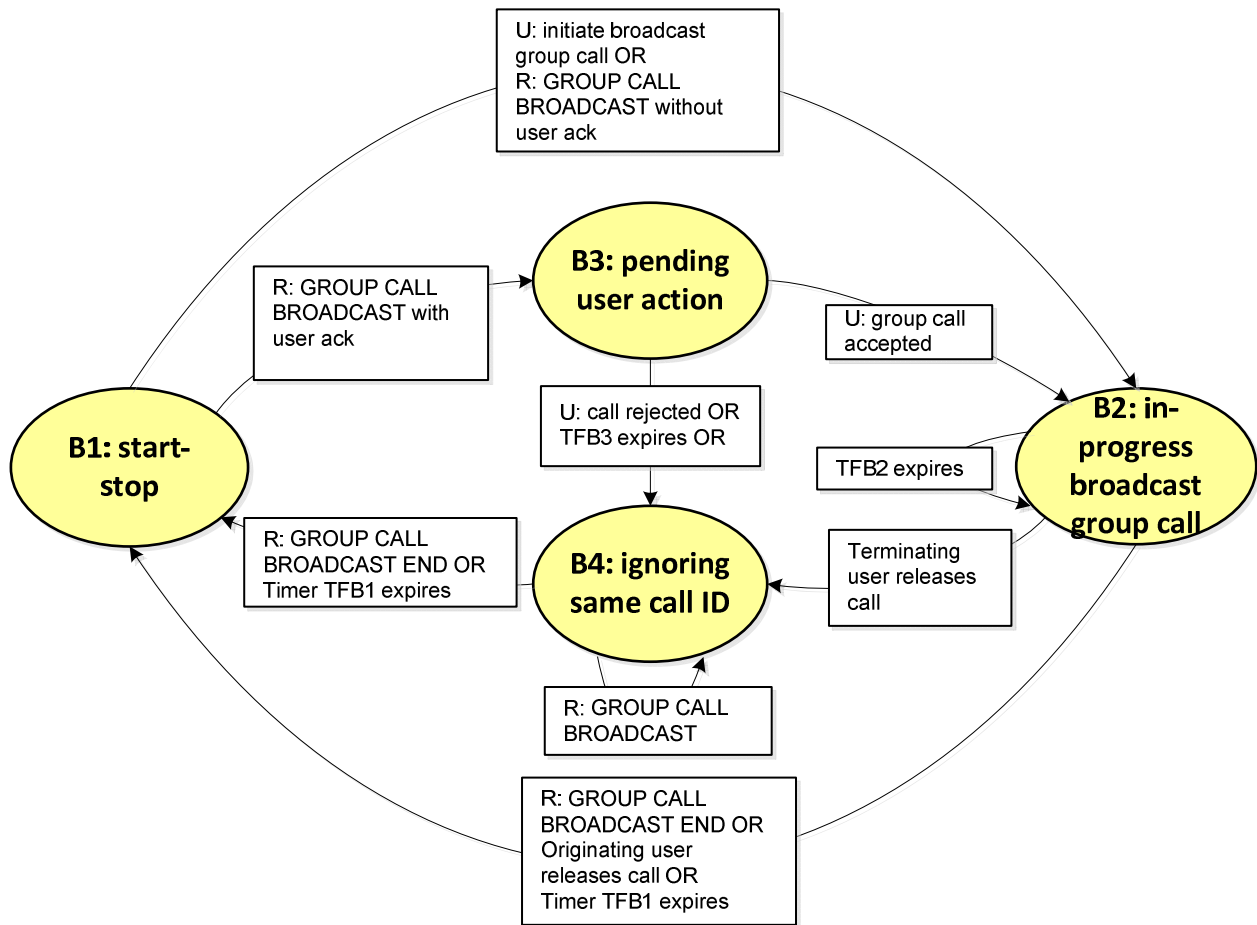 U: initiate broadcast
group call OR
R: GROUP CALL
BROADCAST without
user ack
B3: pending
user action
R: GROUP CALL
BROADCAST with
user ack
U: group call
accepted
U: call rejected OR
TFB3 expires OR
B1: start-
stop
B2: in-
progress
broadcast
group call
TFB2 expires
R: GROUP CALL
BROADCAST END OR
Timer TFB1 expires
B4: ignoring
same call ID
Terminating
user releases
call
R: GROUP CALL
BROADCAST
R: GROUP CALL
BROADCAST END OR
Originating user
releases call OR
Timer TFB1 expires